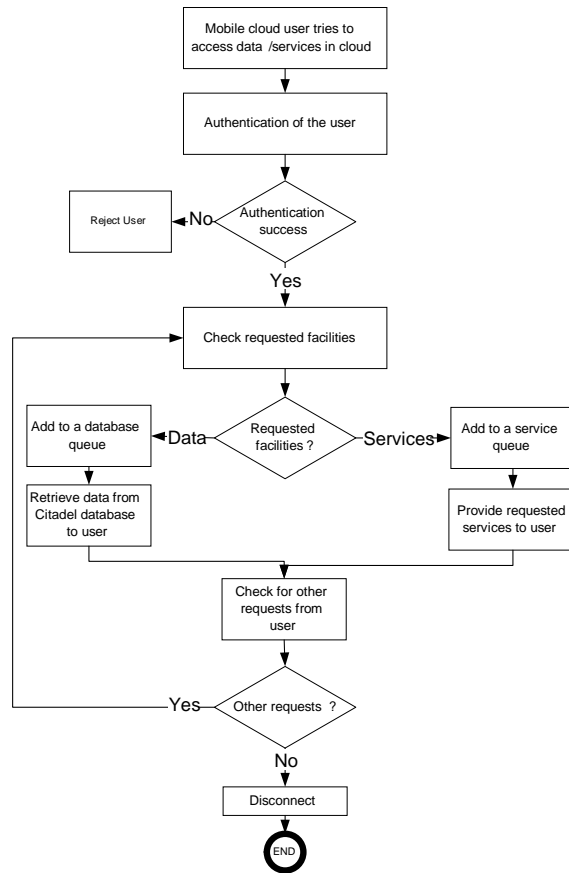 Mobile cloud user tries to
access data /services in cloud
Authentication of the user
Authentication
success
No
Reject User
Yes
Check requested facilities
Requested
facilities ?
Data
Services
Add to a database
queue
Add to a service
queue
Retrieve data from
Citadel database
to user
Provide requested
services to user
Check for other
requests from
user
Other requests ?
Yes
No
Disconnect
END